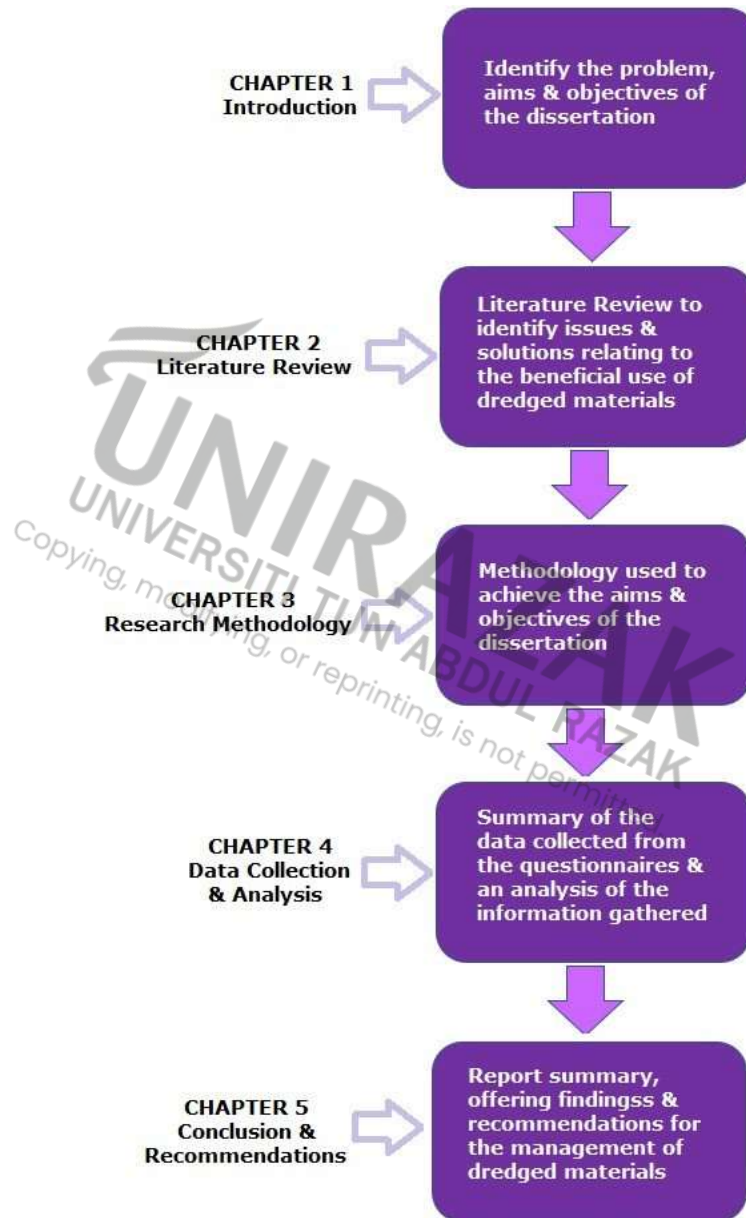 CHAPTER 1
Introduction
Identify the problem,
aims & objectives of
the dissertation
CHAPTER 2
Literature Review
Literature Review to
identify issues &
solutions relating to
the beneficial use of
dredged materials
UNIRAZAK
UNIVERSITI TUN ABDUL RAZAK
Copying, modifying, or reprinting, is not permitted.
CHAPTER 3
Research Methodology
Methodology used to
achieve the aims &
objectives of the
dissertation
CHAPTER 4
Data Collection
& Analysis
Summary of the
data collected from
the questionnaires &
an analysis of the
information gathered
CHAPTER 5
Conclusion &
Recommendations
Report summary,
offering findingss &
recommendations for
the management of
dredged materials